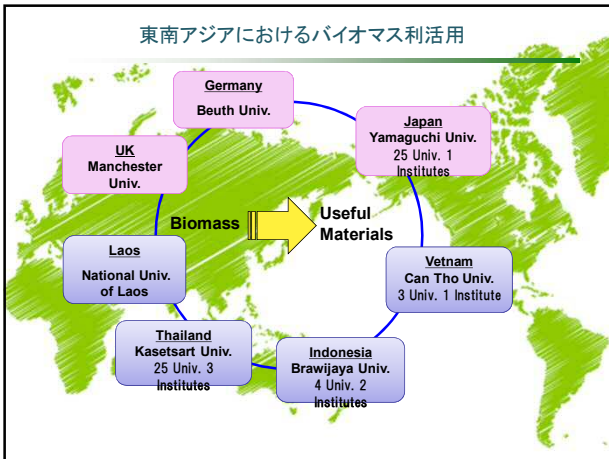 東南アジアにおけるバイオマス利活用
Germany
Beuth Univ.
Japan
Yamaguchi Univ.
25 Univ. 1
Institutes
UK
Manchester
Univ.
Biomass
Useful
Materials
Laos
National Univ.
of Laos
Vetnam
Can Tho Univ.
3 Univ. 1 Institute
Thailand
Kasetsart Univ.
25 Univ. 3
Institutes
Indonesia
Brawijaya Univ.
4 Univ. 2
Institutes